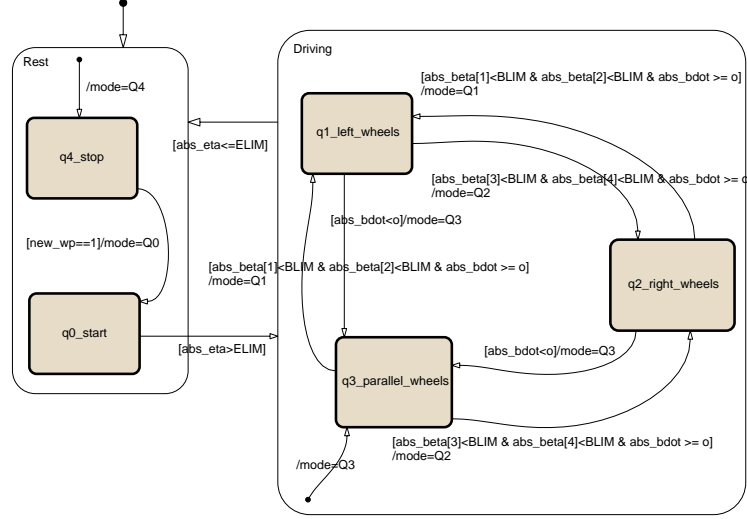 Rest
Driving
/mode=Q4
[abs_beta[1]<BLIM & abs_beta[2]<BLIM & abs_bdot >= o]
/mode=Q1
q4_stop
q1_left_wheels
[abs_eta<=ELIM]
[abs_beta[3]<BLIM & abs_beta[4]<BLIM & abs_bdot >= o
/mode=Q2
[abs_bdot<o]/mode=Q3
[new_wp==1]/mode=Q0
[abs_beta[1]<BLIM & abs_beta[2]<BLIM & abs_bdot >= o]
/mode=Q1
q2_right_wheels
q0_start
[abs_eta>ELIM]
[abs_bdot<o]/mode=Q3
q3_parallel_wheels
[abs_beta[3]<BLIM & abs_beta[4]<BLIM & abs_bdot >= o]
/mode=Q2
/mode=Q3